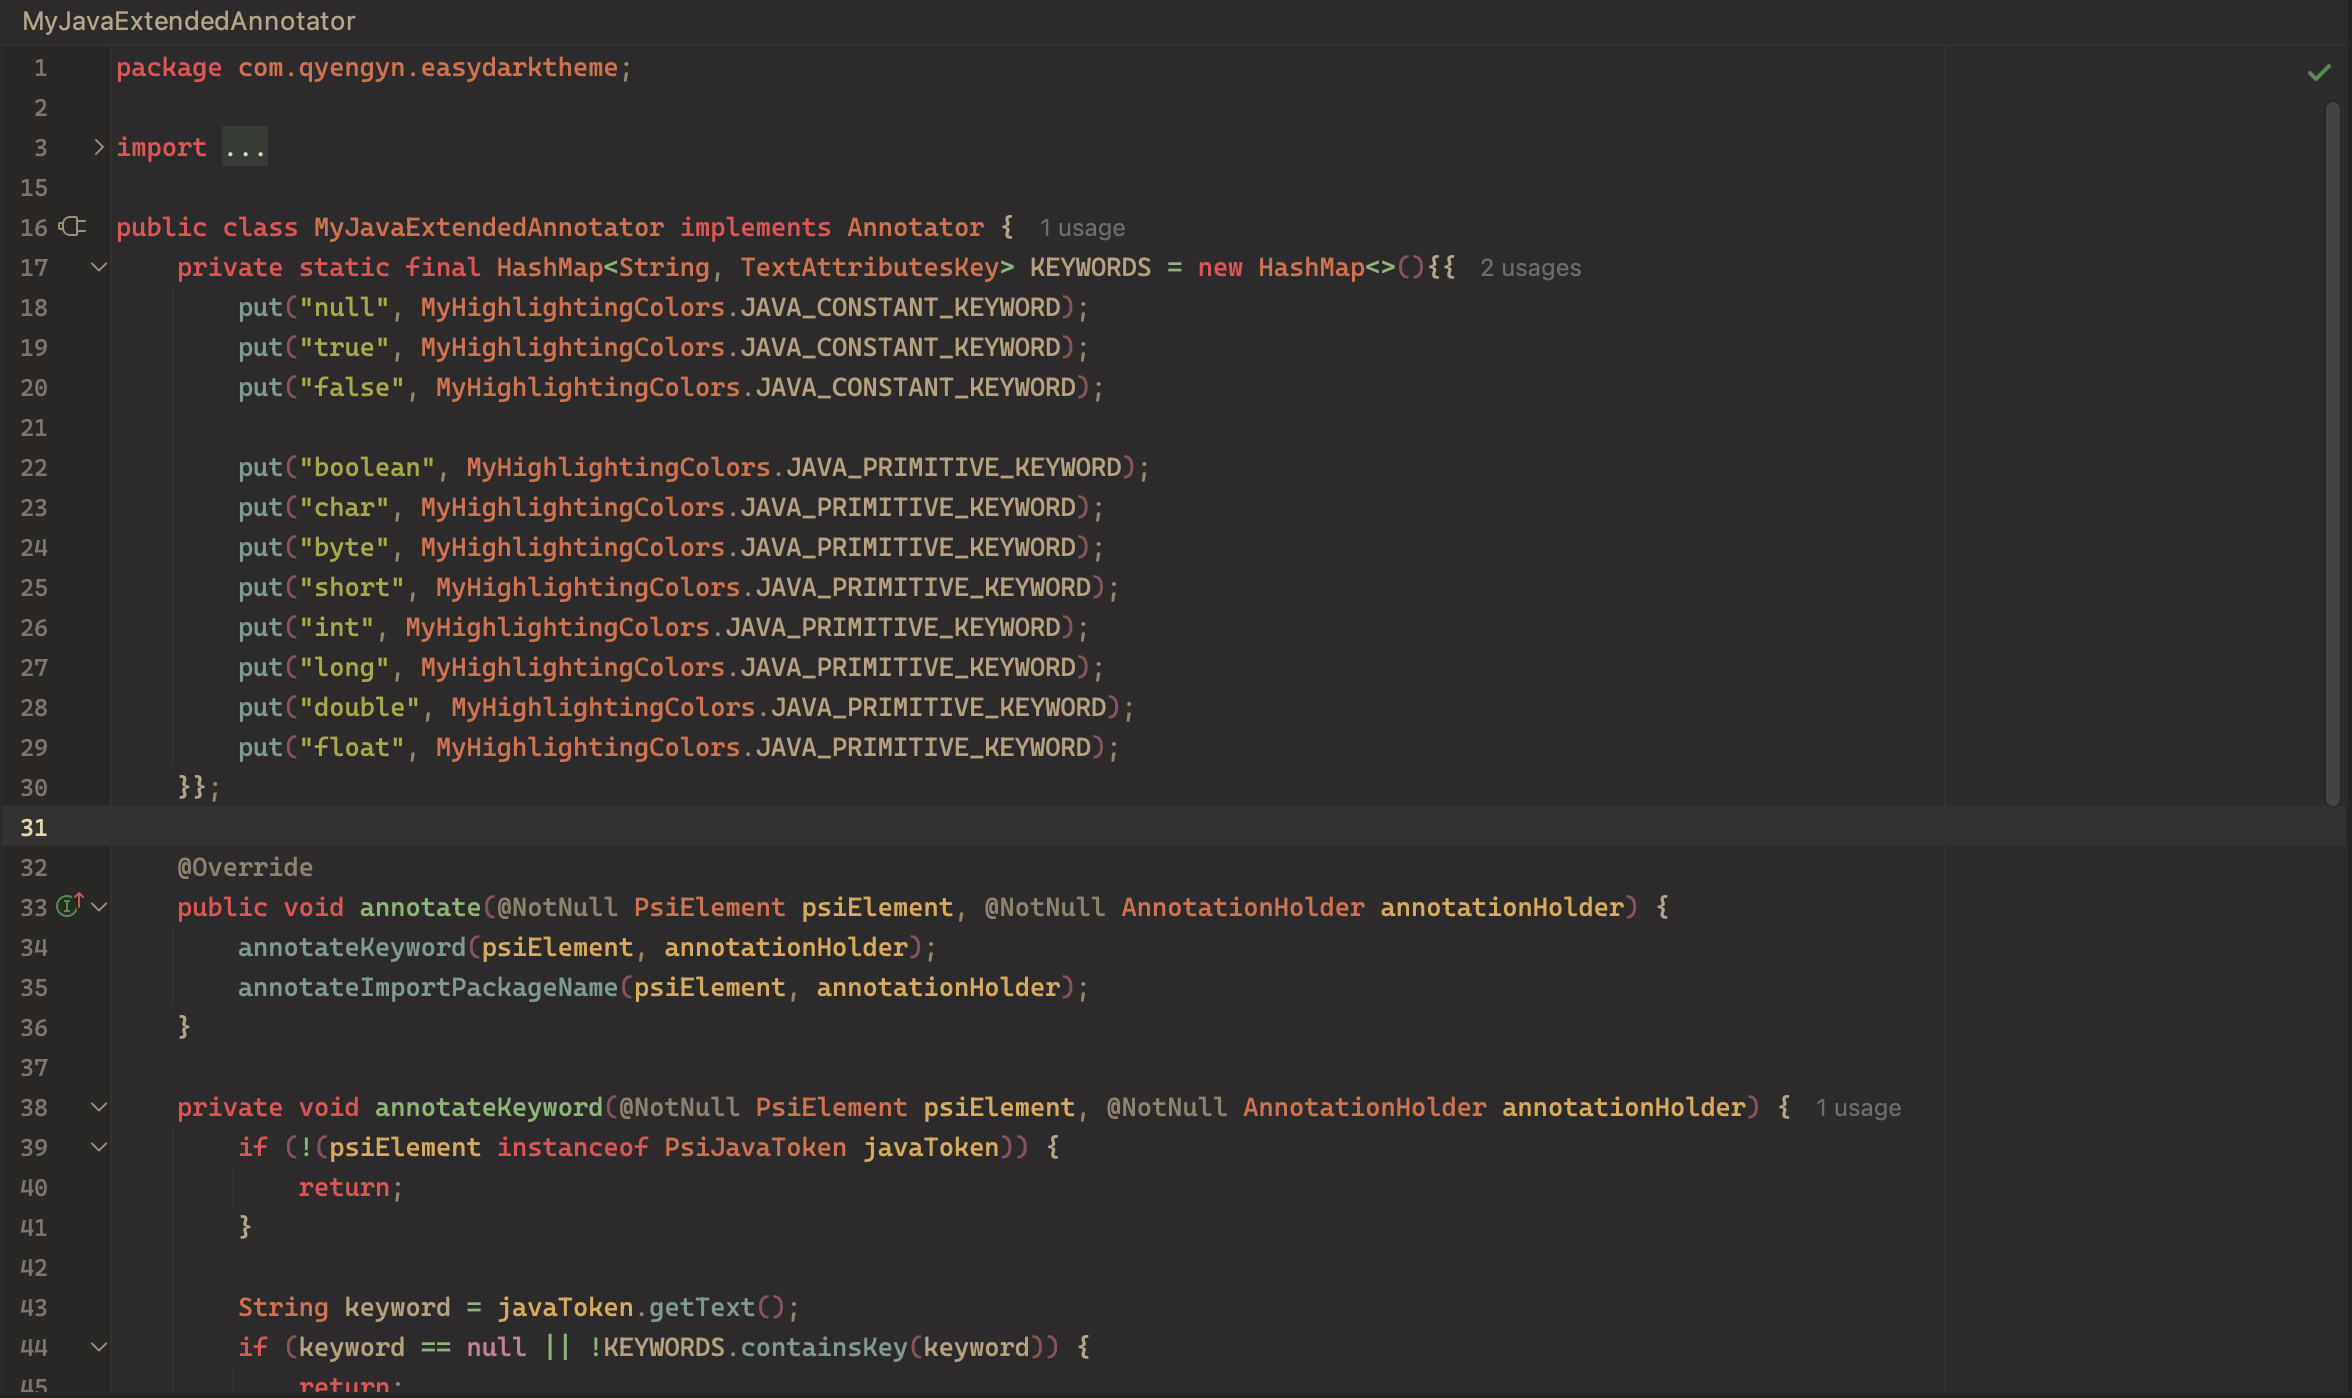 MyJavaExtendedAnnotator
1 package com.qyengyn.easydarktheme;
2
3 import ...
15
16 public class MyJavaExtendedAnnotator implements Annotator { 1 usage
17     private static final HashMap<String, TextAttributesKey> KEYWORDS = new HashMap<>(){{ 2 usages
18         put("null", MyHighlightingColors.JAVA_CONSTANT_KEYWORD);
19         put("true", MyHighlightingColors.JAVA_CONSTANT_KEYWORD);
20         put("false", MyHighlightingColors.JAVA_CONSTANT_KEYWORD);
21
22         put("boolean", MyHighlightingColors.JAVA_PRIMITIVE_KEYWORD);
23         put("char", MyHighlightingColors.JAVA_PRIMITIVE_KEYWORD);
24         put("byte", MyHighlightingColors.JAVA_PRIMITIVE_KEYWORD);
25         put("short", MyHighlightingColors.JAVA_PRIMITIVE_KEYWORD);
26         put("int", MyHighlightingColors.JAVA_PRIMITIVE_KEYWORD);
27         put("long", MyHighlightingColors.JAVA_PRIMITIVE_KEYWORD);
28         put("double", MyHighlightingColors.JAVA_PRIMITIVE_KEYWORD);
29         put("float", MyHighlightingColors.JAVA_PRIMITIVE_KEYWORD);
30     }};
31
32     @Override
33     public void annotate(@NotNull PsiElement psiElement, @NotNull AnnotationHolder annotationHolder) {
34         annotateKeyword(psiElement, annotationHolder);
35         annotateImportPackageName(psiElement, annotationHolder);
36     }
37
38     private void annotateKeyword(@NotNull PsiElement psiElement, @NotNull AnnotationHolder annotationHolder) { 1 usage
39         if (!(psiElement instanceof PsiJavaToken javaToken)) {
40             return;
41         }
42
43         String keyword = javaToken.getText();
44         if (keyword == null || !KEYWORDS.containsKey(keyword)) {
45             return;